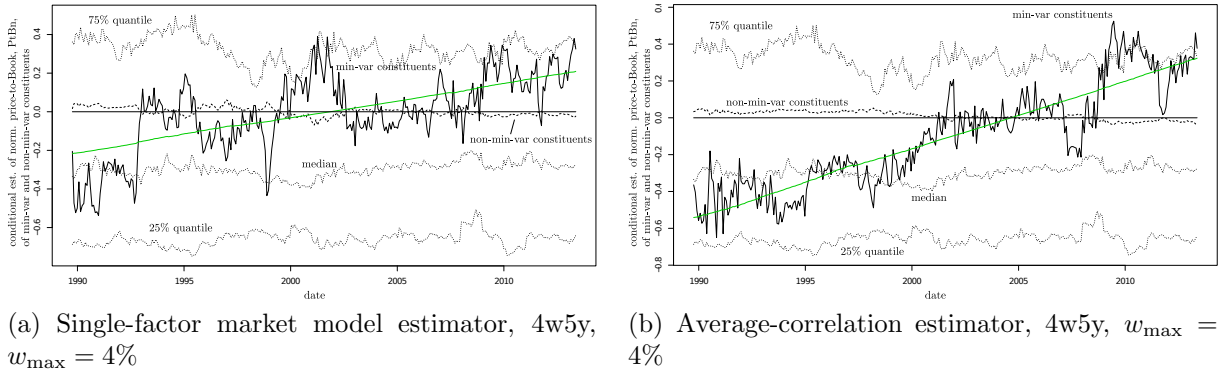 conditional est. of norm. price-to-Book, PtBn,
of min-var and non-min-var constituents
0.4
0.2
0.0
-0.2
-0.4
-0.6
75% quantile
min-var constituents
non-min-var constituents
median
25% quantile
1990 1995 2000 2005 2010
date
(a) Single-factor market model estimator, 4w5y,
wmax = 4%
conditional est. of norm. price-to-Book, PtBn,
of min-var and non-min-var constituents
0.6
0.4
0.2
0.0
-0.2
-0.4
-0.6
-0.8
min-var constituents
75% quantile
non-min-var constituents
median
25% quantile
1990 1995 2000 2005 2010
date
(b) Average-correlation estimator, 4w5y, wmax =
4%